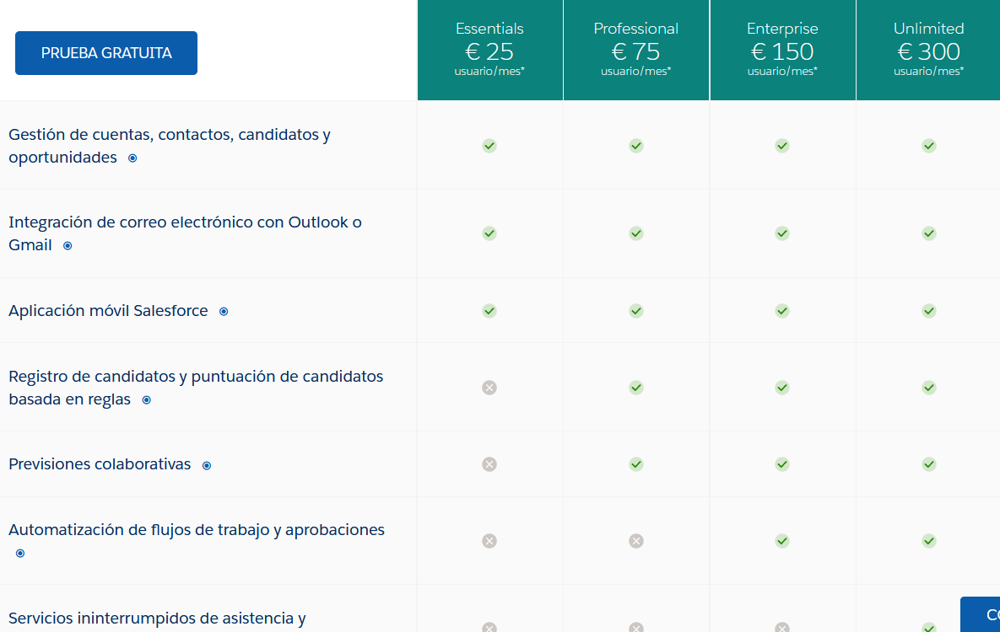 PRUEBA GRATUITA
Essentials
€ 25
usuario/mes*
Professional
€ 75
usuario/mes*
Enterprise
€ 150
usuario/mes*
Unlimited
€ 300
usuario/mes*
Gestión de cuentas, contactos, candidatos y
oportunidades
Integración de correo electrónico con Outlook o
Gmail
Aplicación móvil Salesforce
Registro de candidatos y puntuación de candidatos
basada en reglas
Previsiones colaborativas
Automatización de flujos de trabajo y aprobaciones
Servicios ininterrumpidos de asistencia y